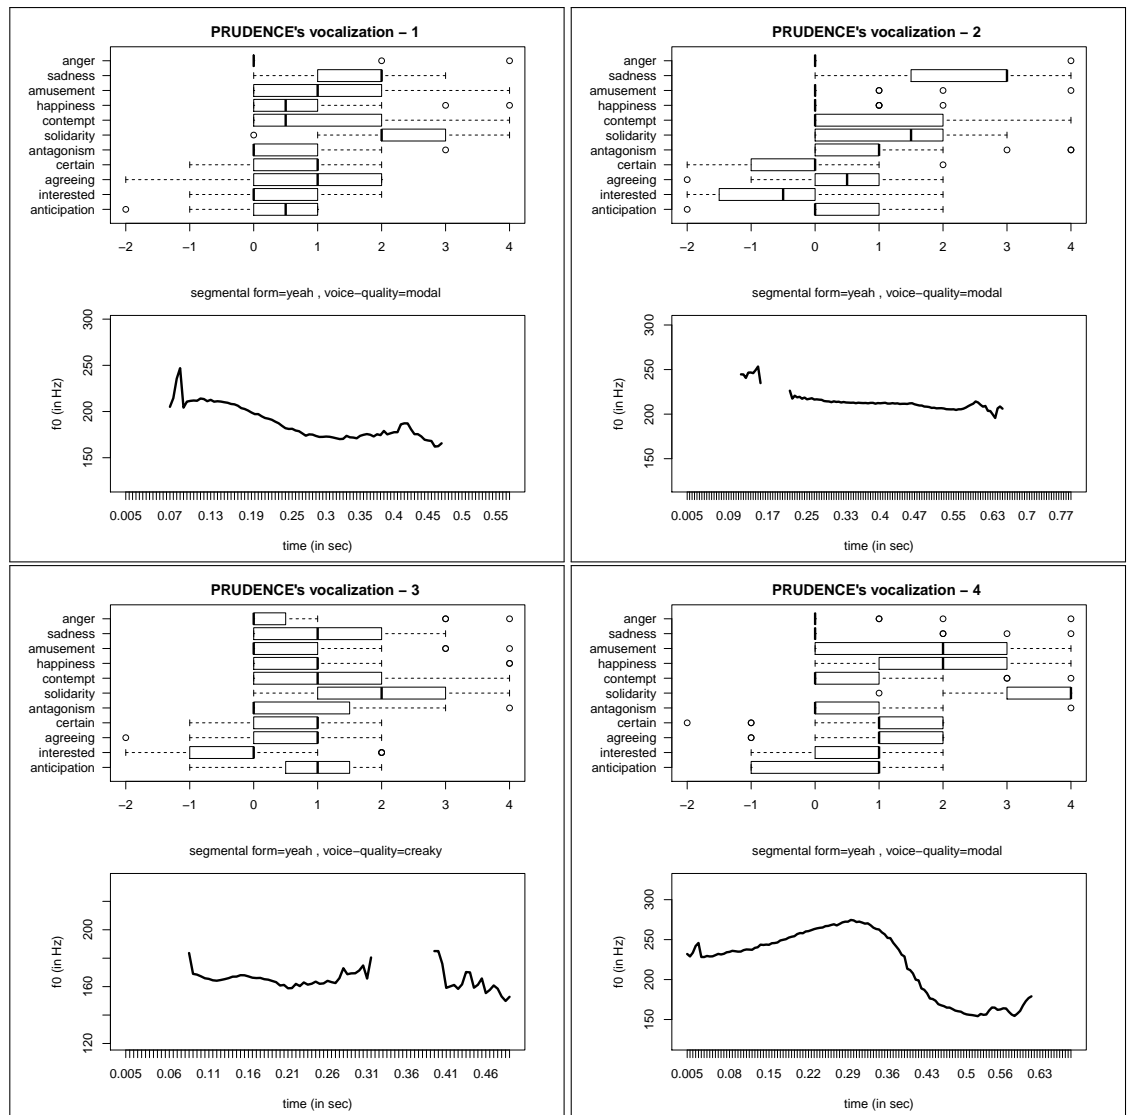 PRUDENCE's vocalization − 1
anger
sadness
amusement
happiness
contempt
solidarity
antagonism
certain
agreeing
interested
anticipation
−2 −1 0 1 2 3 4
segmental form=yeah , voice−quality=modal
f0 (in Hz)
300
250
200
150
0.005 0.07 0.13 0.19 0.25 0.3 0.35 0.4 0.45 0.5 0.55
time (in sec)
PRUDENCE's vocalization − 2
anger
sadness
amusement
happiness
contempt
solidarity
antagonism
certain
agreeing
interested
anticipation
−2 −1 0 1 2 3 4
segmental form=yeah , voice−quality=modal
f0 (in Hz)
300
250
200
150
0.005 0.09 0.17 0.25 0.33 0.4 0.47 0.55 0.63 0.7 0.77
time (in sec)
PRUDENCE's vocalization − 3
anger
sadness
amusement
happiness
contempt
solidarity
antagonism
certain
agreeing
interested
anticipation
−2 −1 0 1 2 3 4
segmental form=yeah , voice−quality=creaky
f0 (in Hz)
200
160
120
0.005 0.06 0.11 0.16 0.21 0.26 0.31 0.36 0.41 0.46
time (in sec)
PRUDENCE's vocalization − 4
anger
sadness
amusement
happiness
contempt
solidarity
antagonism
certain
agreeing
interested
anticipation
−2 −1 0 1 2 3 4
segmental form=yeah , voice−quality=modal
f0 (in Hz)
300
250
200
150
0.005 0.08 0.15 0.22 0.29 0.36 0.43 0.5 0.56 0.63
time (in sec)